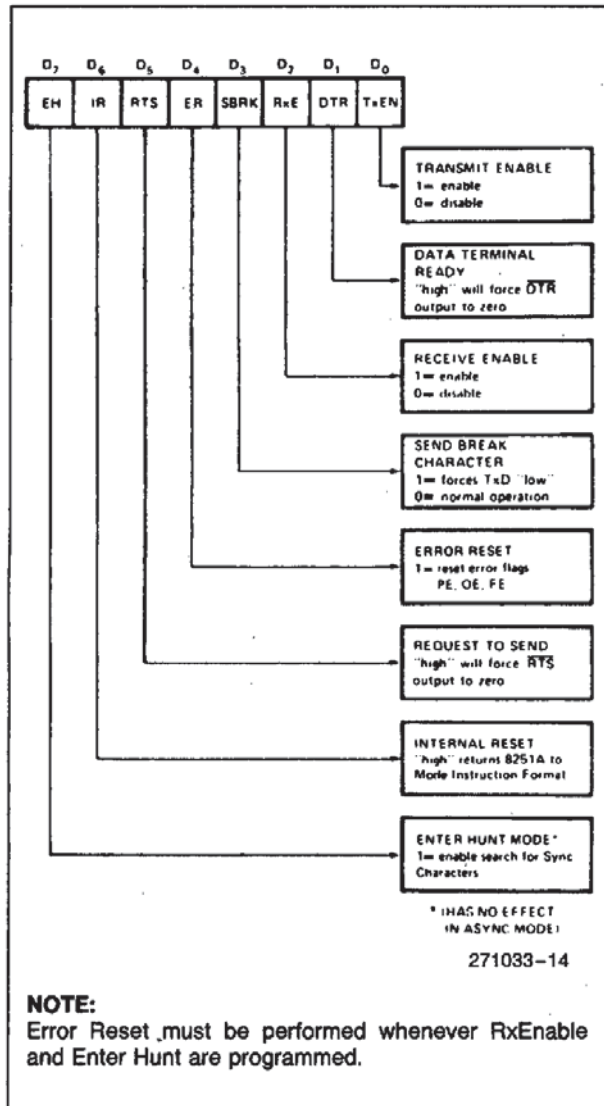 D7 D6 D5 D4 D3 D2 D1 D0
EH IR RTS ER SBRK RxE DTR TxEN
TRANSMIT ENABLE
1= enable
0= disable
DATA TERMINAL
READY
"high" will force DTR
output to zero
RECEIVE ENABLE
1= enable
0= disable
SEND BREAK
CHARACTER
1= forces TxD "low"
0= normal operation
ERROR RESET
1= reset error flags
PE, OE, FE
REQUEST TO SEND
"high" will force RTS
output to zero
INTERNAL RESET
"high" returns 8251A to
Mode Instruction Format
ENTER HUNT MODE*
1= enable search for Sync
Characters
* (HAS NO EFFECT
IN ASYNC MODE)
271033-14
NOTE:
Error Reset must be performed whenever RxEnable
and Enter Hunt are programmed.